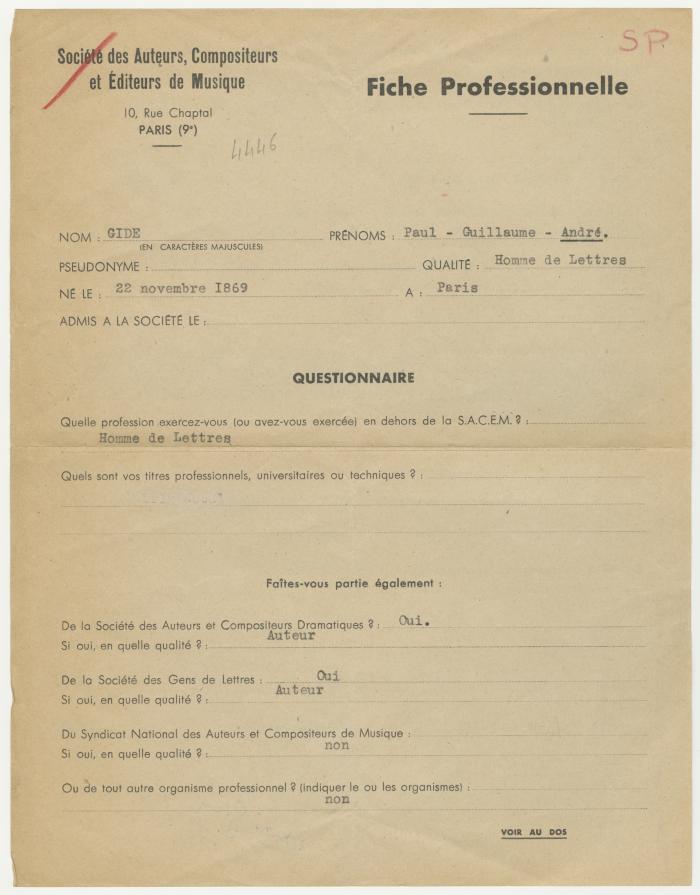 SP.
Société des Auteurs, Compositeurs
et Éditeurs de Musique
Fiche Professionnelle
10, Rue Chaptal
PARIS (9e)
4446
NOM : GIDE PRÉNOMS : Paul - Guillaume - André.
(EN CARACTÈRES MAJUSCULES)
PSEUDONYME : QUALITÉ : Homme de Lettres
NÉ LE : 22 novembre I869 A : Paris
ADMIS A LA SOCIÉTÉ LE :
QUESTIONNAIRE
Quelle profession exercez-vous (ou avez-vous exercée) en dehors de la S.A.C.E.M. ? :
Homme de Lettres
Quels sont vos titres professionnels, universitaires ou techniques ? :
Faîtes-vous partie également :
De la Société des Auteurs et Compositeurs Dramatiques ? : Oui.
Si oui, en quelle qualité ? : Auteur
De la Société des Gens de Lettres : Oui
Si oui, en quelle qualité ? : Auteur
Du Syndicat National des Auteurs et Compositeurs de Musique :
Si oui, en quelle qualité ? : non
Ou de tout autre organisme professionnel ? (indiquer le ou les organismes) :
non
VOIR AU DOS